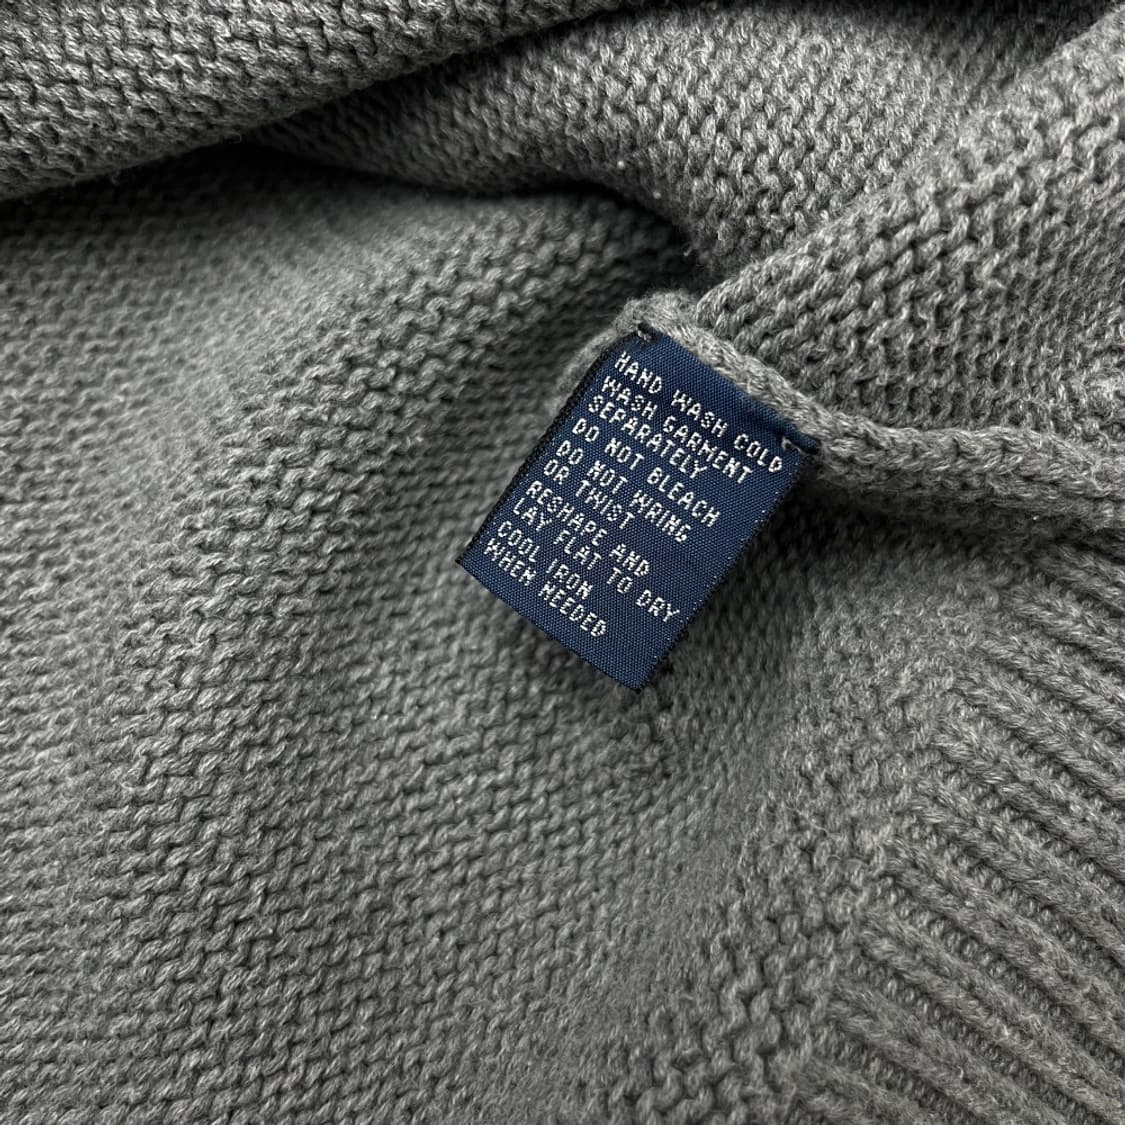 HAND WASH COLD
WASH GARMENT
SEPARATELY
DO NOT BLEACH
DO NOT WRING
OR TWIST
RESHAPE AND
LAY FLAT TO DRY
COOL IRON
WHEN NEEDED